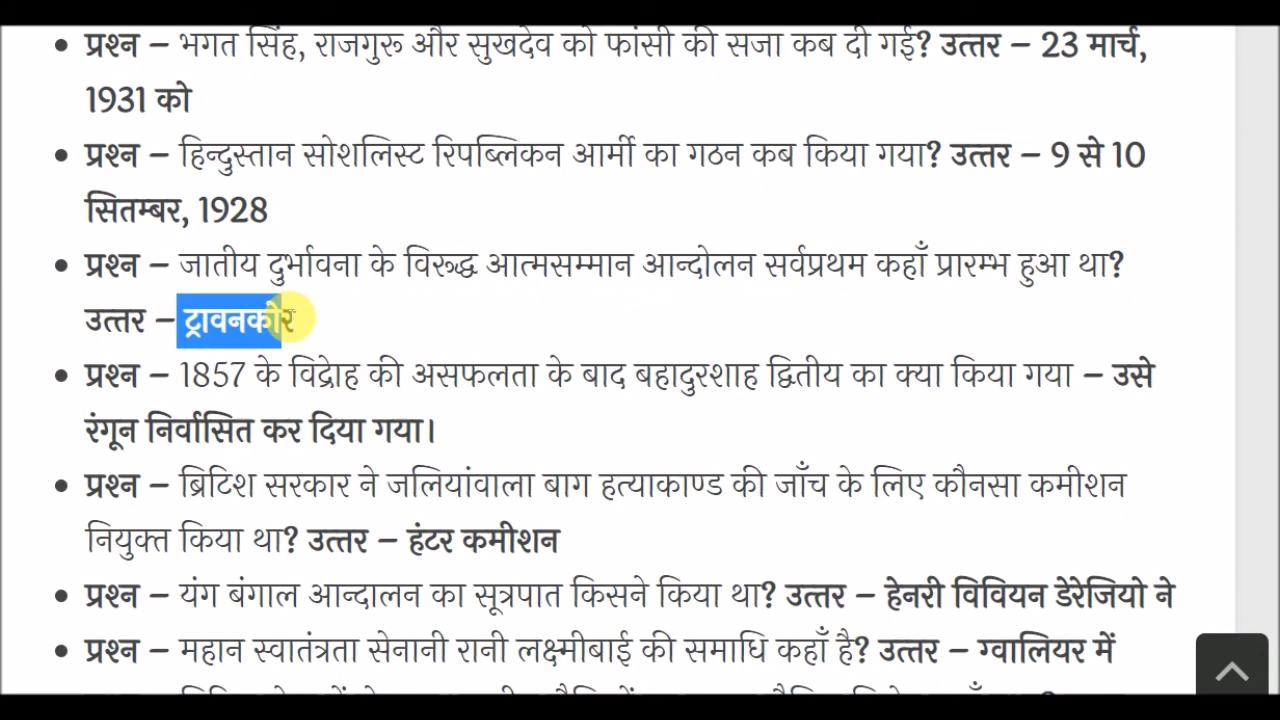 • प्रश्न – भगत सिंह, राजगुरू और सुखदेव को फांसी की सजा कब दी गई? उत्तर – 23 मार्च,
1931 को
• प्रश्न – हिन्दुस्तान सोशलिस्ट रिपब्लिकन आर्मी का गठन कब किया गया? उत्तर – 9 से 10
सितम्बर, 1928
• प्रश्न – जातीय दुर्भावना के विरूद्ध आत्मसम्मान आन्दोलन सर्वप्रथम कहाँ प्रारम्भ हुआ था?
उत्तर – ट्रावनकोर
• प्रश्न – 1857 के विद्रोह की असफलता के बाद बहादुरशाह द्वितीय का क्या किया गया – उसे
रंगून निर्वासित कर दिया गया।
• प्रश्न – ब्रिटिश सरकार ने जलियांवाला बाग हत्याकाण्ड की जाँच के लिए कौनसा कमीशन
नियुक्त किया था? उत्तर – हंटर कमीशन
• प्रश्न – यंग बंगाल आन्दालन का सूत्रपात किसने किया था? उत्तर – हेनरी विवियन डेरेजियो ने
• प्रश्न – महान स्वातंत्रता सेनानी रानी लक्ष्मीबाई की समाधि कहाँ है? उत्तर – ग्वालियर में